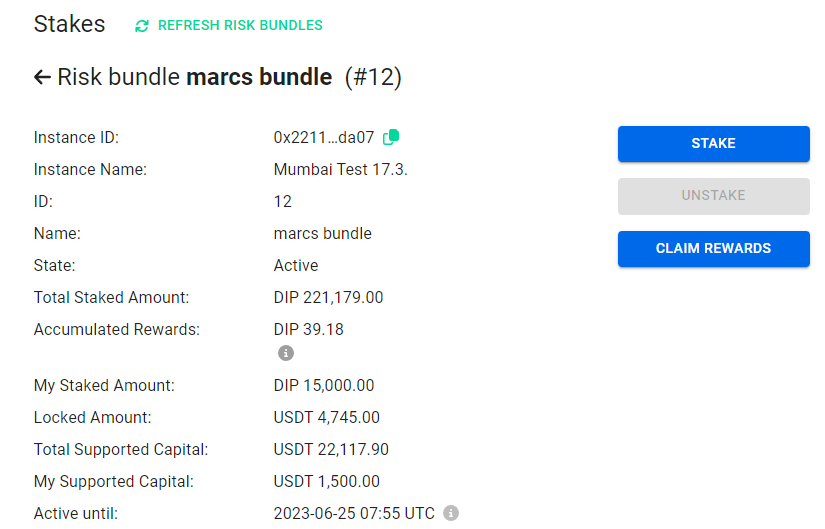 Stakes REFRESH RISK BUNDLES
Risk bundle marcs bundle (#12)
Instance ID: 0x2211...da07
STAKE
Instance Name: Mumbai Test 17.3.
ID: 12
UNSTAKE
Name: marcs bundle
CLAIM REWARDS
State: Active
Total Staked Amount: DIP 221,179.00
Accumulated Rewards: DIP 39.18
My Staked Amount: DIP 15,000.00
Locked Amount: USDT 4,745.00
Total Supported Capital: USDT 22,117.90
My Supported Capital: USDT 1,500.00
Active until: 2023-06-25 07:55 UTC